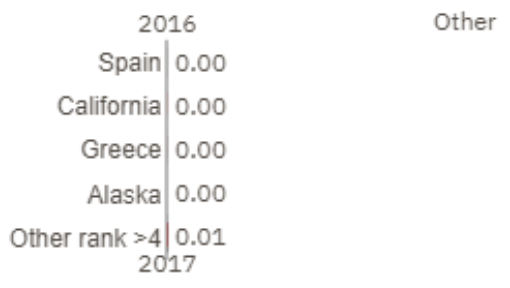 2016 Other
Spain 0.00
California 0.00
Greece 0.00
Alaska 0.00
Other rank >4 0.01
2017